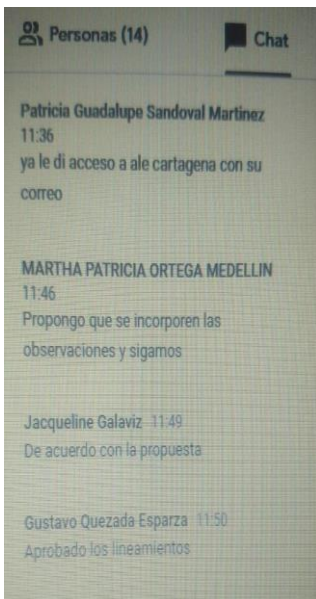 Personas (14)
Chat
Patricia Guadalupe Sandoval Martinez
11:36
ya le di acceso a ale cartagena con su
correo
MARTHA PATRICIA ORTEGA MEDELLIN
11:46
Propongo que se incorporen las
observaciones y sigamos
Jacqueline Galaviz 11:49
De acuerdo con la propuesta
Gustavo Quezada Esparza 11:50
Aprobado los lineamientos